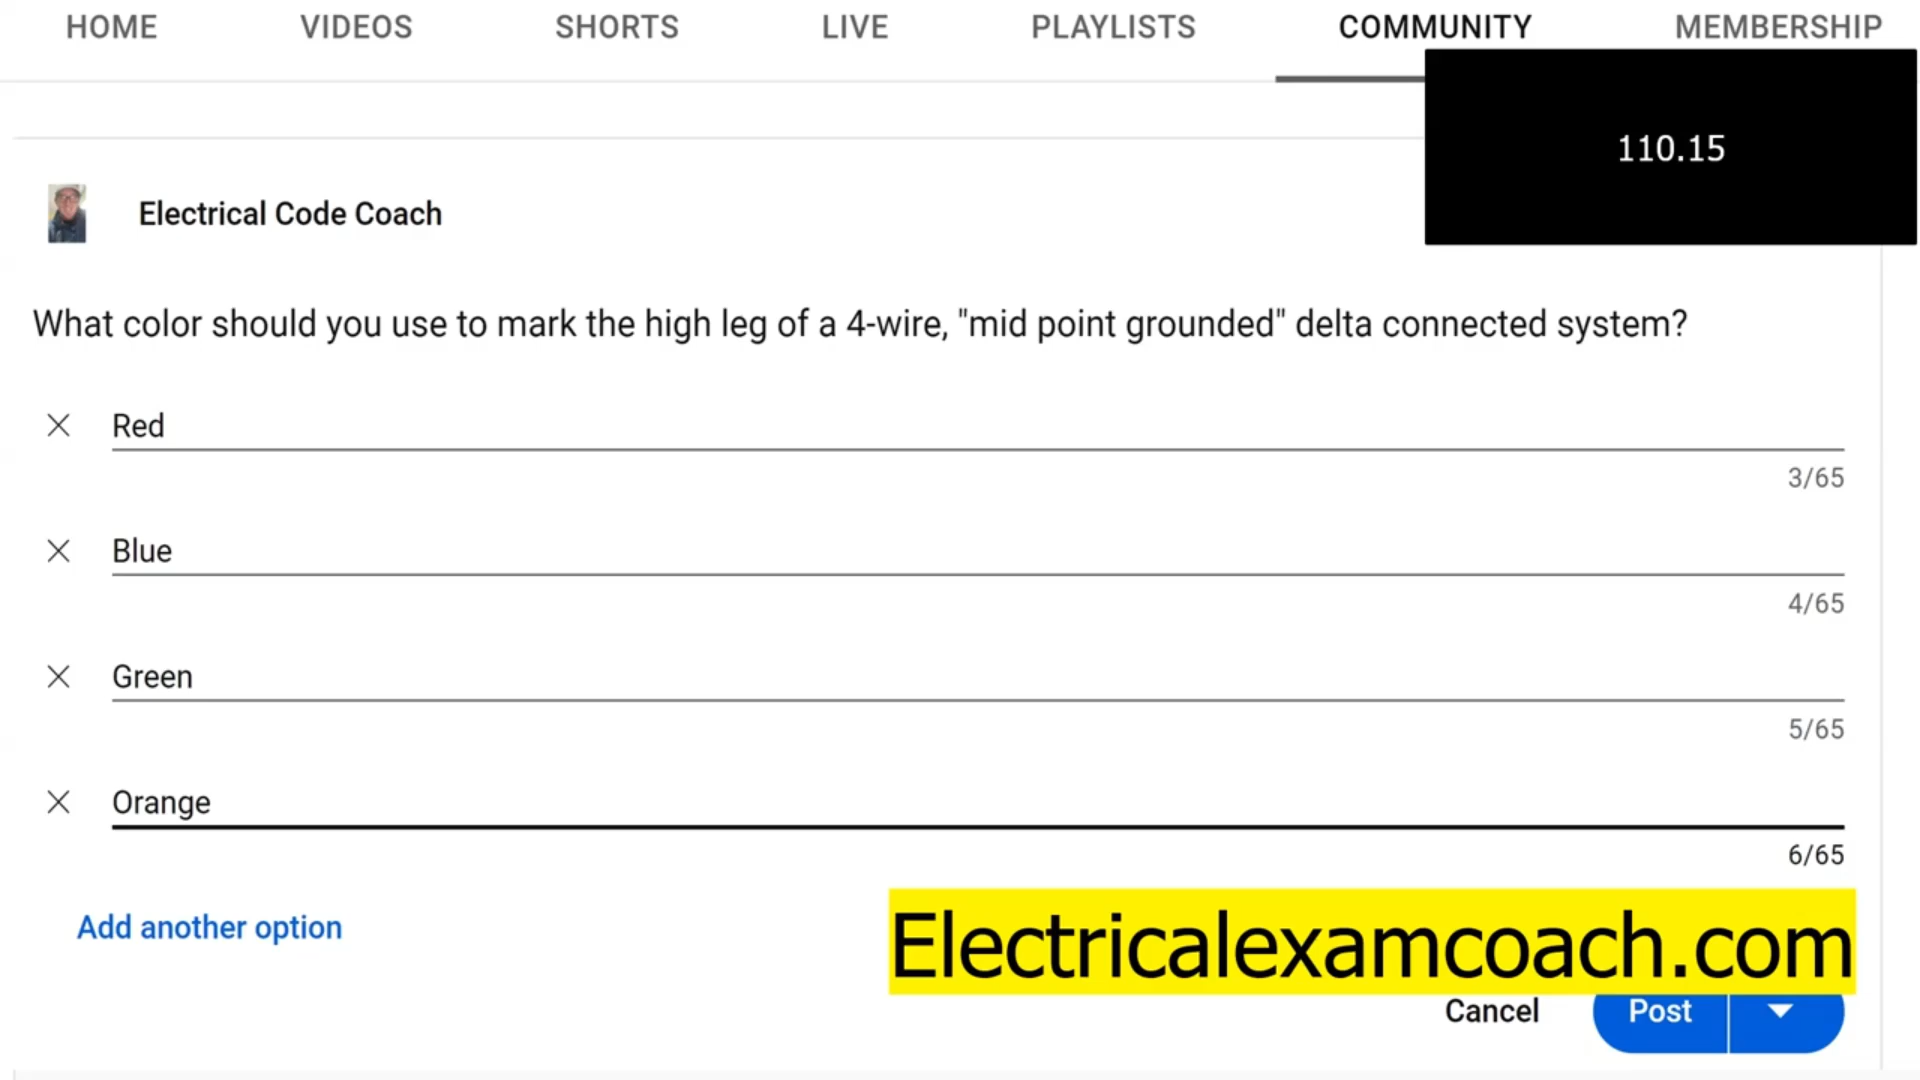 HOME VIDEOS SHORTS LIVE PLAYLISTS COMMUNITY MEMBERSHIP
110.15
Electrical Code Coach
What color should you use to mark the high leg of a 4-wire, "mid point grounded" delta connected system?
Red
3/65
Blue
4/65
Green
5/65
Orange
6/65
Add another option
Electricalexamcoach.com
Cancel Post